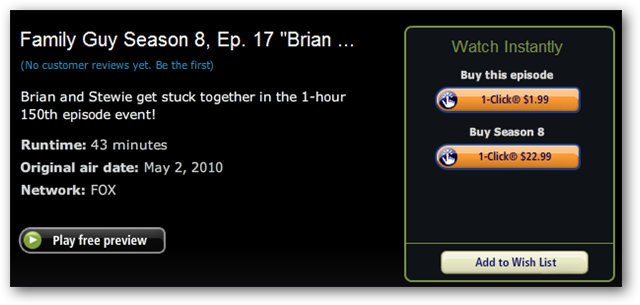 Family Guy Season 8, Ep. 17 "Brian ...
(No customer reviews yet. Be the first)
Brian and Stewie get stuck together in the 1-hour
150th episode event!
Runtime: 43 minutes
Original air date: May 2, 2010
Network: FOX
Play free preview
Watch Instantly
Buy this episode
1-Click® $1.99
Buy Season 8
1-Click® $22.99
Add to Wish List